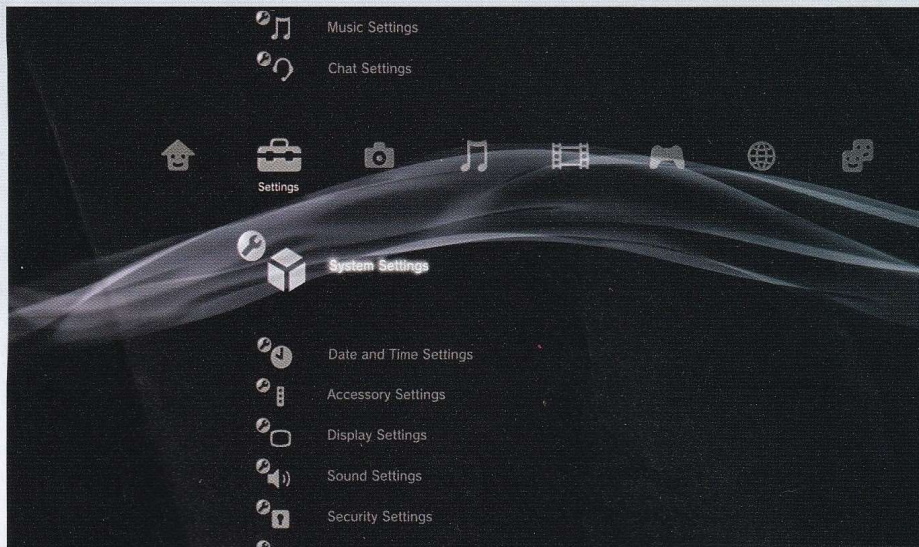 Music Settings
Chat Settings
Settings
System Settings
Date and Time Settings
Accessory Settings
Display Settings
Sound Settings
Security Settings